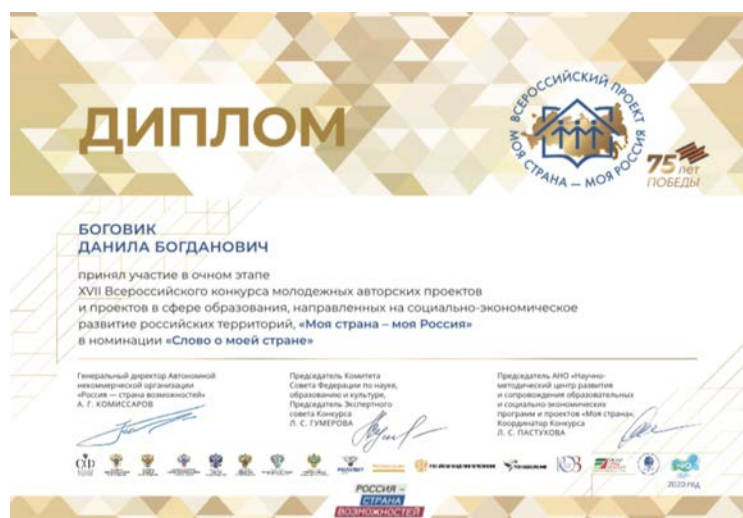 ДИПЛОМ
ВСЕРОССИЙСКИЙ ПРОЕКТ
МОЯ СТРАНА — МОЯ РОССИЯ
75 лет
ПОБЕДЫ
БОГОВИК
ДАНИЛА БОГДАНОВИЧ
принял участие в очном этапе
XVII Всероссийского конкурса молодежных авторских проектов
и проектов в сфере образования, направленных на социально-экономическое
развитие российских территорий, «Моя страна – моя Россия»
в номинации «Слово о моей стране»
Генеральный директор Автономной
некоммерческой организации
«Россия — страна возможностей»
А. Г. КОМИССАРОВ
Председатель Комитета
Совета Федерации по науке,
образованию и культуре,
Председатель Экспертного
совета Конкурса
Л. С. ГУМЕРОВА
Председатель АНО «Научно-
методический центр развития
и сопровождения образовательных
и социально-экономических
программ и проектов «Моя страна»,
Координатор Конкурса
Л. С. ПАСТУХОВА
2020 год
РОССИЯ –
СТРАНА
ВОЗМОЖНОСТЕЙ